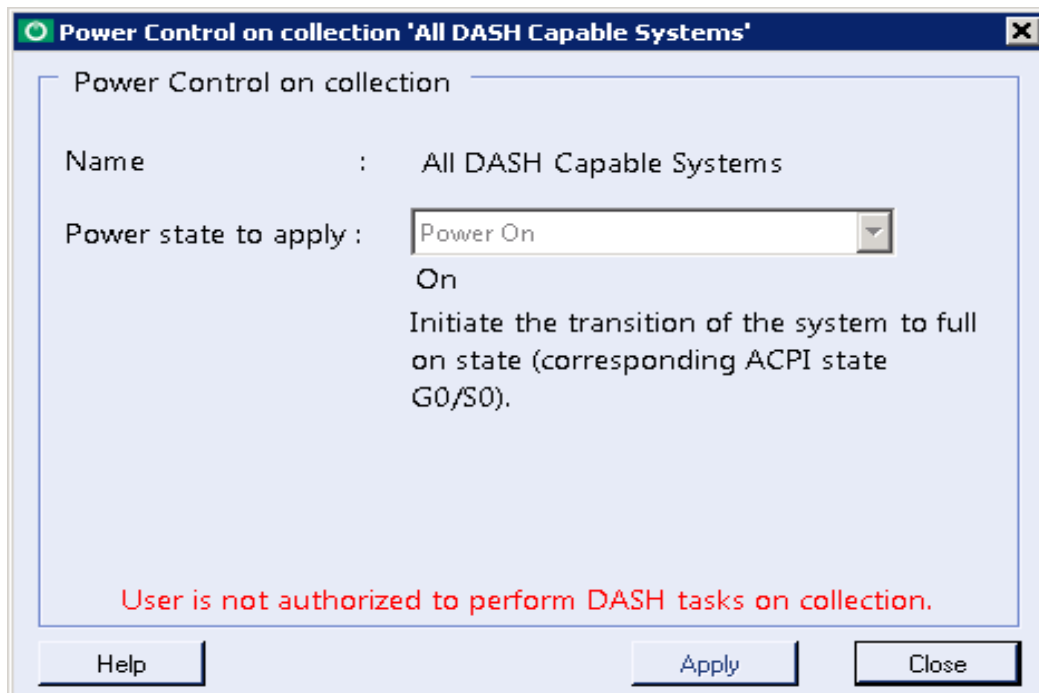 Power Control on collection 'All DASH Capable Systems'
Power Control on collection
Name : All DASH Capable Systems
Power state to apply : Power On
On
Initiate the transition of the system to full
on state (corresponding ACPI state
G0/S0).
User is not authorized to perform DASH tasks on collection.
Help Apply Close